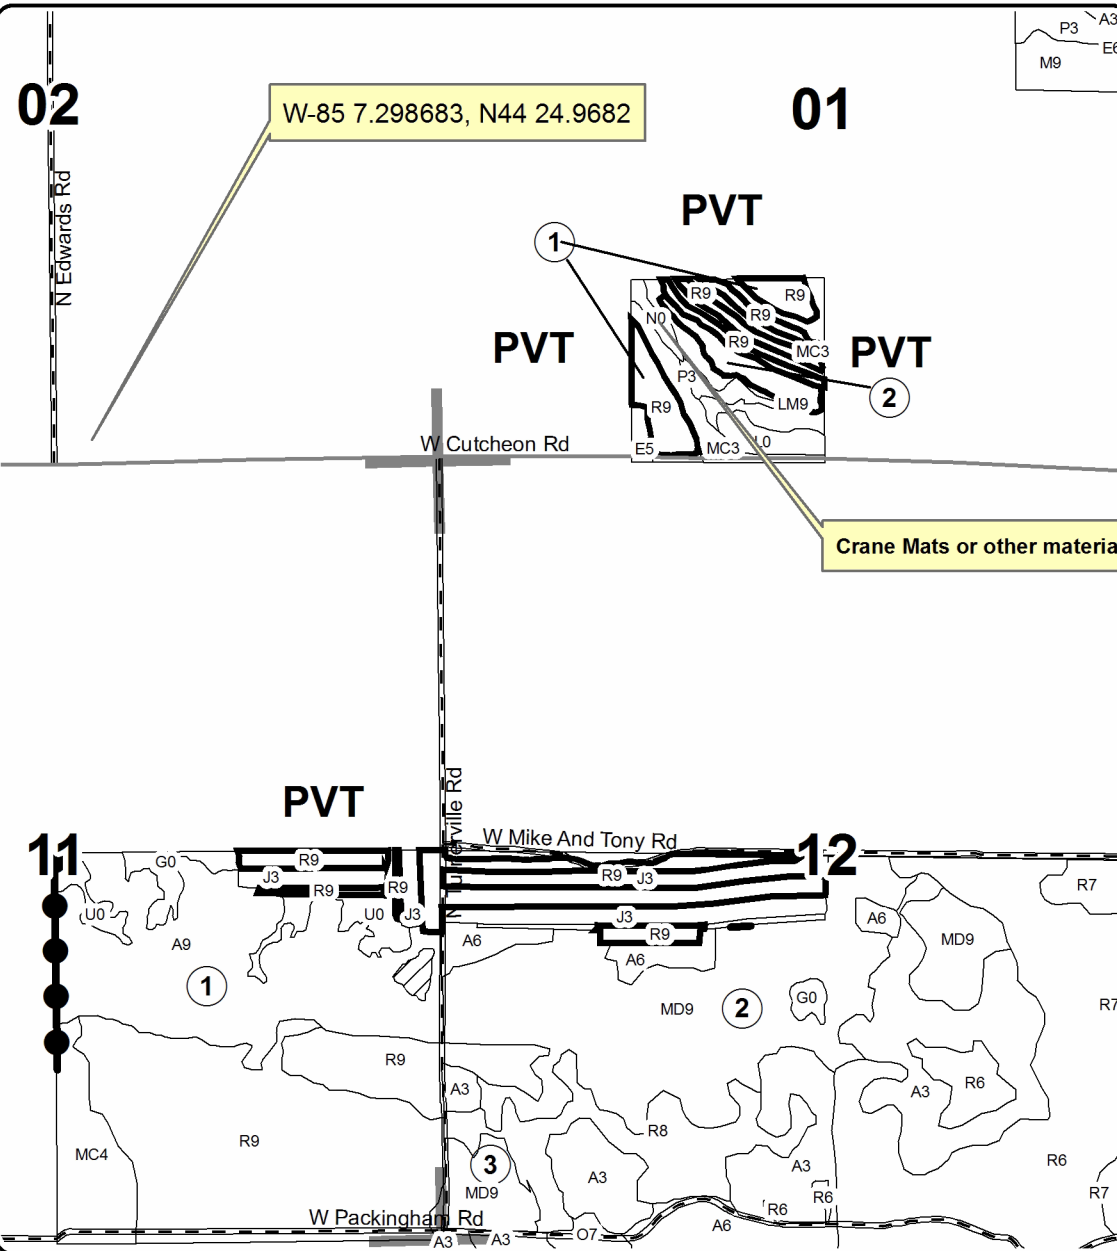 P3
A3
E6
M9
02
01
W-85 7.298683, N44 24.9682
N Edwards Rd
PVT
1
R9
R9
N0
R9
R9
MC3
PVT
PVT
P3
2
R9
LM9
E5
MC3
L0
W Cutcheon Rd
Crane Mats or other materia
PVT
W Mike And Tony Rd
11
12
G0
R9
J3
R9
R9
R9
J3
R7
U0
U0
J3
J3
A6
A9
A6
R9
A6
MD9
1
MD9
2
G0
R7
R9
A3
A3
R6
R9
R8
MC4
3
A3
A3
R6
MD9
R6
R7
R6
W Packingham Rd
A3
A3
O7
A6